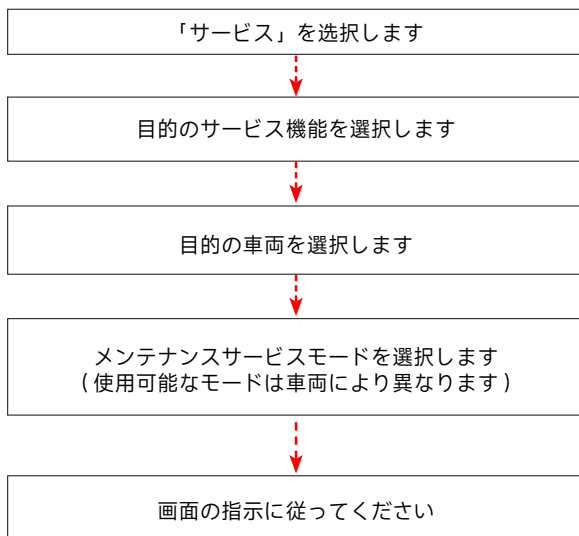 「サービス」を选択します
目的のサービス機能を選択します
目的の車両を選択します
メンテナンスサービスモードを選択します
( 使用可能なモードは車両により異なります )
画面の指示に従ってください